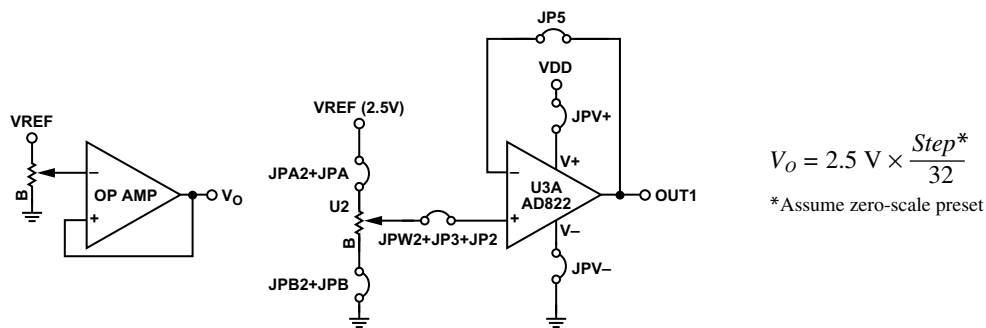 VREF
B
−
OP AMP
+
VO
JP5
VDD
VREF (2.5V)
JPV+
JPA2+JPA
V+
−
U3A
AD822
OUT1
U2
+
B
JPW2+JP3+JP2
V−
JPB2+JPB
JPV−
VO = 2.5 V × Step* / 32
*Assume zero-scale preset